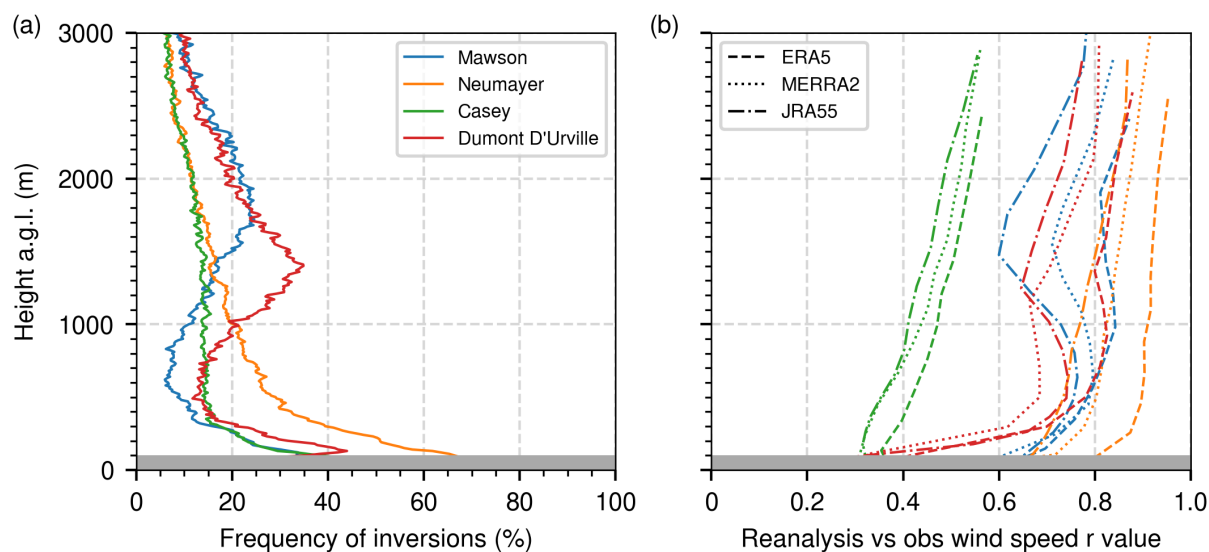 (a)
3000
2000
1000
0
Height a.g.l. (m)
0 20 40 60 80 100
Frequency of inversions (%)
Mawson
Neumayer
Casey
Dumont D'Urville
(b)
ERA5
MERRA2
JRA55
0 0.2 0.4 0.6 0.8 1.0
Reanalysis vs obs wind speed r value